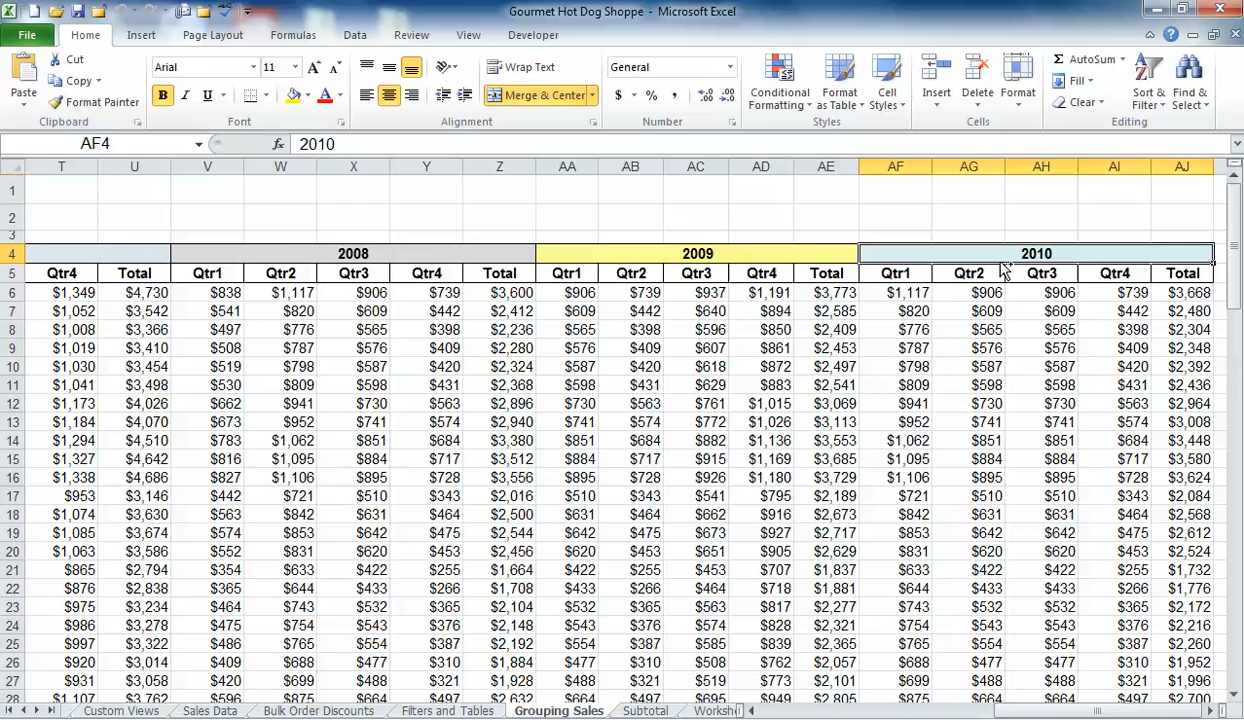 Gourmet Hot Dog Shoppe - Microsoft Excel
File Home Insert Page Layout Formulas Data Review View Developer
Paste Cut Copy Format Painter Clipboard
Arial 11 B I U A Font
Wrap Text Merge & Center Alignment
General $ % , Number
Conditional Formatting Format as Table Cell Styles Styles
Insert Delete Format Cells
Σ AutoSum Fill Clear Sort & Filter Find & Select Editing
AF4 fx 2010
T U V W X Y Z AA AB AC AD AE AF AG AH AI AJ
1
2
3
4 2008 2009 2010
5 Qtr4 Total Qtr1 Qtr2 Qtr3 Qtr4 Total Qtr1 Qtr2 Qtr3 Qtr4 Total Qtr1 Qtr2 Qtr3 Qtr4 Total
6 $1,349 $4,730 $838 $1,117 $906 $739 $3,600 $906 $739 $937 $1,191 $3,773 $1,117 $906 $906 $739 $3,668
7 $1,052 $3,542 $541 $820 $609 $442 $2,412 $609 $442 $640 $894 $2,585 $820 $609 $609 $442 $2,480
8 $1,008 $3,366 $497 $776 $565 $398 $2,236 $565 $398 $596 $850 $2,409 $776 $565 $565 $398 $2,304
9 $1,019 $3,410 $508 $787 $576 $409 $2,280 $576 $409 $607 $861 $2,453 $787 $576 $576 $409 $2,348
10 $1,030 $3,454 $519 $798 $587 $420 $2,324 $587 $420 $618 $872 $2,497 $798 $587 $587 $420 $2,392
11 $1,041 $3,498 $530 $809 $598 $431 $2,368 $598 $431 $629 $883 $2,541 $809 $598 $598 $431 $2,436
12 $1,173 $4,026 $662 $941 $730 $563 $2,896 $730 $563 $761 $1,015 $3,069 $941 $730 $730 $563 $2,964
13 $1,184 $4,070 $673 $952 $741 $574 $2,940 $741 $574 $772 $1,026 $3,113 $952 $741 $741 $574 $3,008
14 $1,294 $4,510 $783 $1,062 $851 $684 $3,380 $851 $684 $882 $1,136 $3,553 $1,062 $851 $851 $684 $3,448
15 $1,327 $4,642 $816 $1,095 $884 $717 $3,512 $884 $717 $915 $1,169 $3,685 $1,095 $884 $884 $717 $3,580
16 $1,338 $4,686 $827 $1,106 $895 $728 $3,556 $895 $728 $926 $1,180 $3,729 $1,106 $895 $895 $728 $3,624
17 $953 $3,146 $442 $721 $510 $343 $2,016 $510 $343 $541 $795 $2,189 $721 $510 $510 $343 $2,084
18 $1,074 $3,630 $563 $842 $631 $464 $2,500 $631 $464 $662 $916 $2,673 $842 $631 $631 $464 $2,568
19 $1,085 $3,674 $574 $853 $642 $475 $2,544 $642 $475 $673 $927 $2,717 $853 $642 $642 $475 $2,612
20 $1,063 $3,586 $552 $831 $620 $453 $2,456 $620 $453 $651 $905 $2,629 $831 $620 $620 $453 $2,524
21 $865 $2,794 $354 $633 $422 $255 $1,664 $422 $255 $453 $707 $1,837 $633 $422 $422 $255 $1,732
22 $876 $2,838 $365 $644 $433 $266 $1,708 $433 $266 $464 $718 $1,881 $644 $433 $433 $266 $1,776
23 $975 $3,234 $464 $743 $532 $365 $2,104 $532 $365 $563 $817 $2,277 $743 $532 $532 $365 $2,172
24 $986 $3,278 $475 $754 $543 $376 $2,148 $543 $376 $574 $828 $2,321 $754 $543 $543 $376 $2,216
25 $997 $3,322 $486 $765 $554 $387 $2,192 $554 $387 $585 $839 $2,365 $765 $554 $554 $387 $2,260
26 $920 $3,014 $409 $688 $477 $310 $1,884 $477 $310 $508 $762 $2,057 $688 $477 $477 $310 $1,952
27 $931 $3,058 $420 $699 $488 $321 $1,928 $488 $321 $519 $773 $2,101 $699 $488 $488 $321 $1,996
28 $1,107 $3,762 $596 $875 $664 $497 $2,632 $664 $497 $695 $949 $2,805 $875 $664 $664 $497 $2,700
Custom Views Sales Data Bulk Order Discounts Filters and Tables Grouping Sales Subtotal Worksh